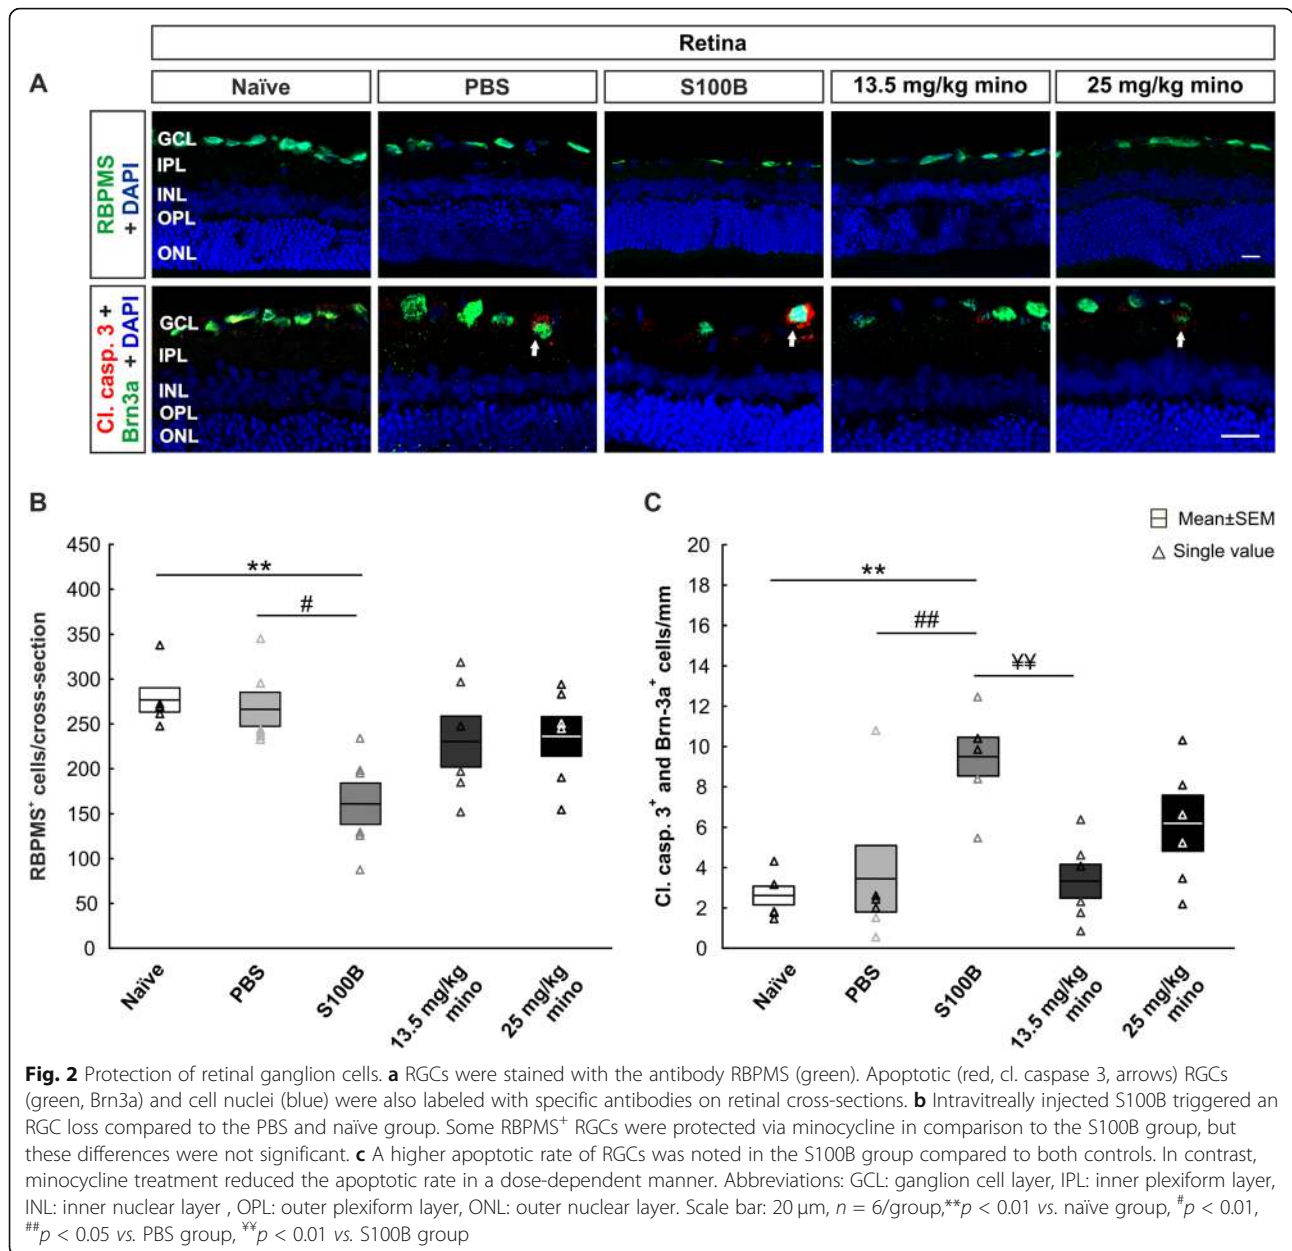 Retina
A
Naïve
PBS
S100B
13.5 mg/kg mino
25 mg/kg mino
RBPMS
+ DAPI
GCL
IPL
INL
OPL
ONL
Cl. casp. 3 +
Brn3a + DAPI
GCL
IPL
INL
OPL
ONL
B
RBPMS⁺ cells/cross-section
450
400
350
300
250
200
150
100
50
0
**
#
Naïve
PBS
S100B
13.5 mg/kg
mino
25 mg/kg
mino
C
Mean±SEM
Single value
Cl. casp. 3⁺ and Brn-3a⁺ cells/mm
20
18
16
14
12
10
8
6
4
2
0
**
##
¥¥
Naïve
PBS
S100B
13.5 mg/kg
mino
25 mg/kg
mino
Fig. 2 Protection of retinal ganglion cells. a RGCs were stained with the antibody RBPMS (green). Apoptotic (red, cl. caspase 3, arrows) RGCs
(green, Brn3a) and cell nuclei (blue) were also labeled with specific antibodies on retinal cross-sections. b Intravitreally injected S100B triggered an
RGC loss compared to the PBS and naïve group. Some RBPMS⁺ RGCs were protected via minocycline in comparison to the S100B group, but
these differences were not significant. c A higher apoptotic rate of RGCs was noted in the S100B group compared to both controls. In contrast,
minocycline treatment reduced the apoptotic rate in a dose-dependent manner. Abbreviations: GCL: ganglion cell layer, IPL: inner plexiform layer,
INL: inner nuclear layer , OPL: outer plexiform layer, ONL: outer nuclear layer. Scale bar: 20 μm, n = 6/group,**p < 0.01 vs. naïve group, #p < 0.01,
##p < 0.05 vs. PBS group, ¥¥p < 0.01 vs. S100B group